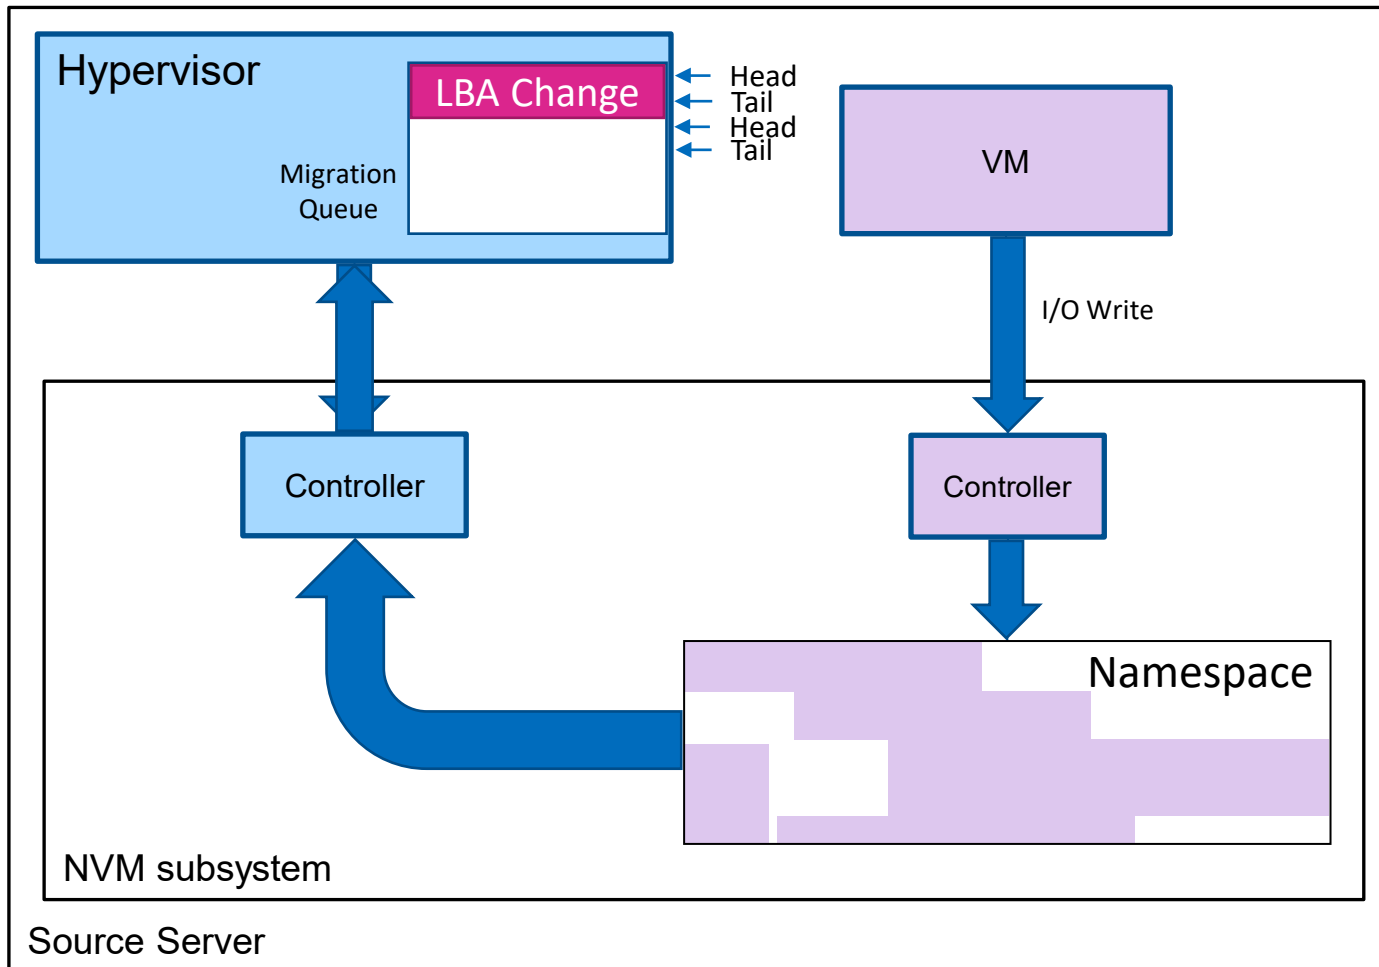 Hypervisor
LBA Change
Head
Tail
Head
Tail
Migration
Queue
VM
I/O Write
Controller
Controller
Namespace
NVM subsystem
Source Server